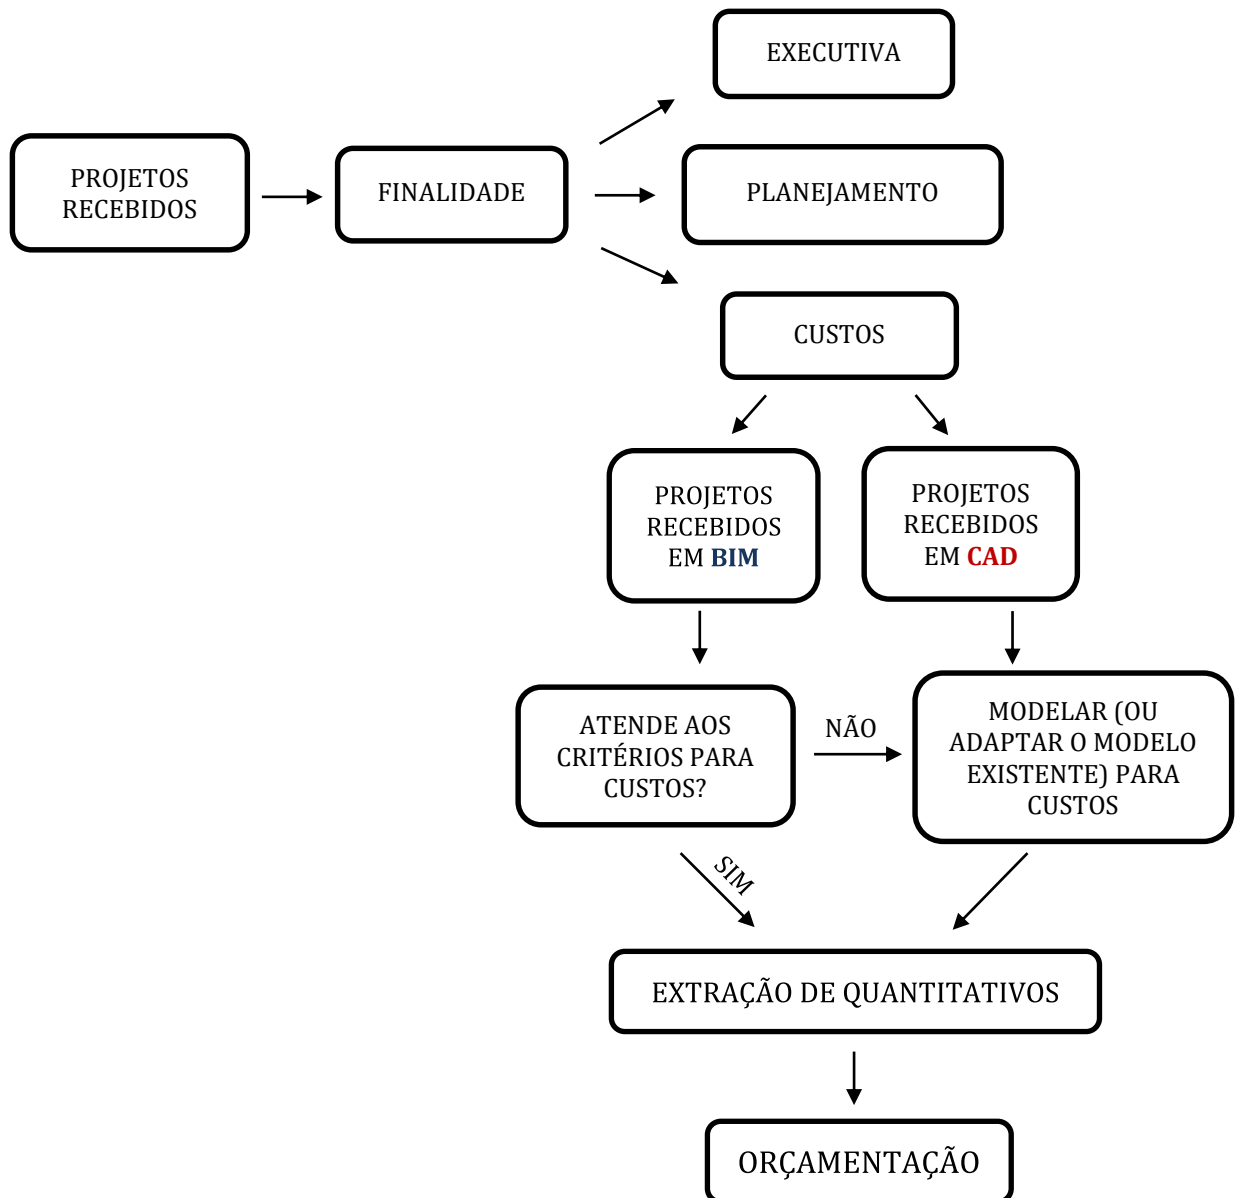 EXECUTIVA
PROJETOS
RECEBIDOS
FINALIDADE
PLANEJAMENTO
CUSTOS
PROJETOS
RECEBIDOS
EM BIM
PROJETOS
RECEBIDOS
EM CAD
ATENDE AOS
CRITÉRIOS PARA
CUSTOS?
NÃO
MODELAR (OU
ADAPTAR O MODELO
EXISTENTE) PARA
CUSTOS
SIM
EXTRAÇÃO DE QUANTITATIVOS
ORÇAMENTAÇÃO